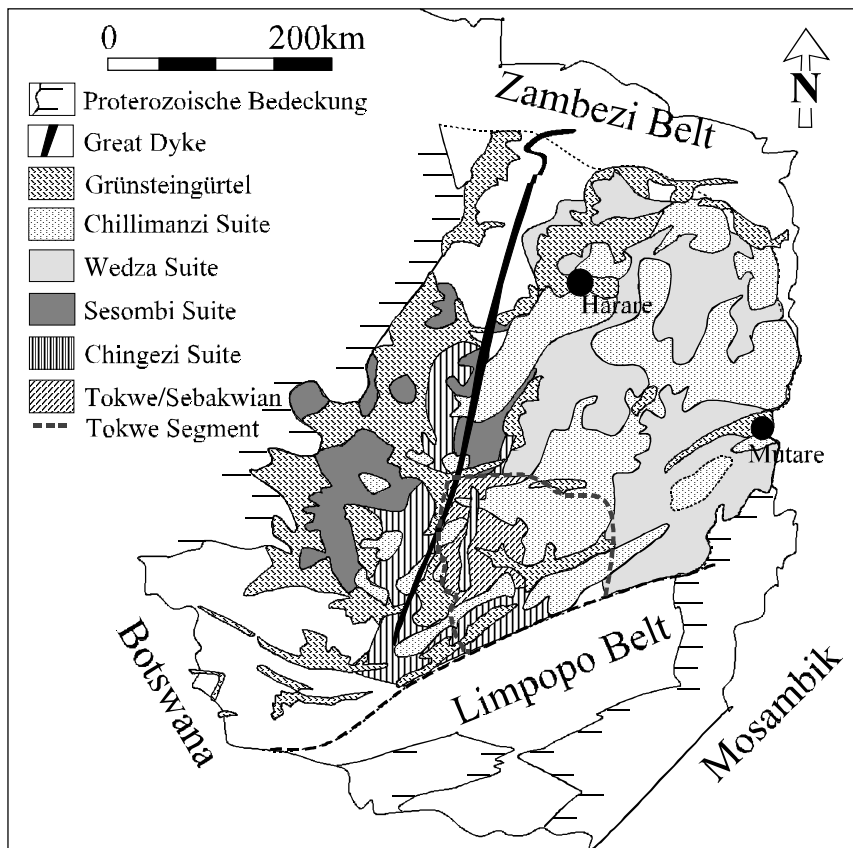 0 200km
Proterozoische Bedeckung
Great Dyke
Grünsteingürtel
Chillimanzi Suite
Wedza Suite
Sesombi Suite
Chingezi Suite
Tokwe/Sebakwian
Tokwe Segment
Zambezi Belt
N
Harare
Mutare
Botswana
Limpopo Belt
Mosambik